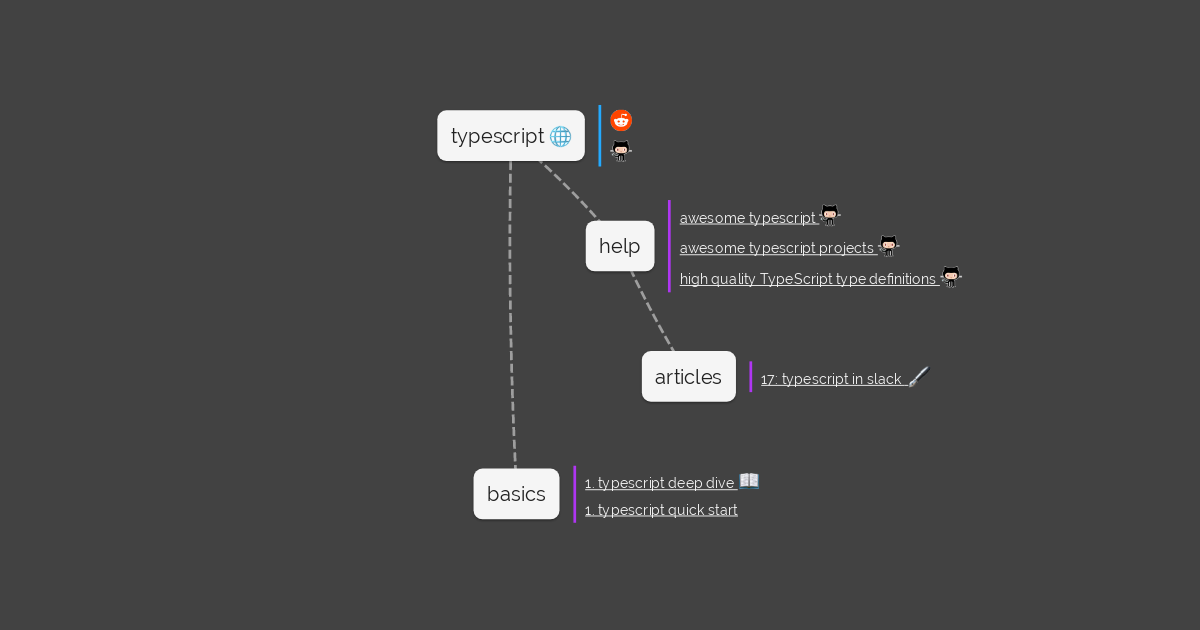 typescript
help
awesome typescript
awesome typescript projects
high quality TypeScript type definitions
articles
17: typescript in slack
basics
1. typescript deep dive
1. typescript quick start